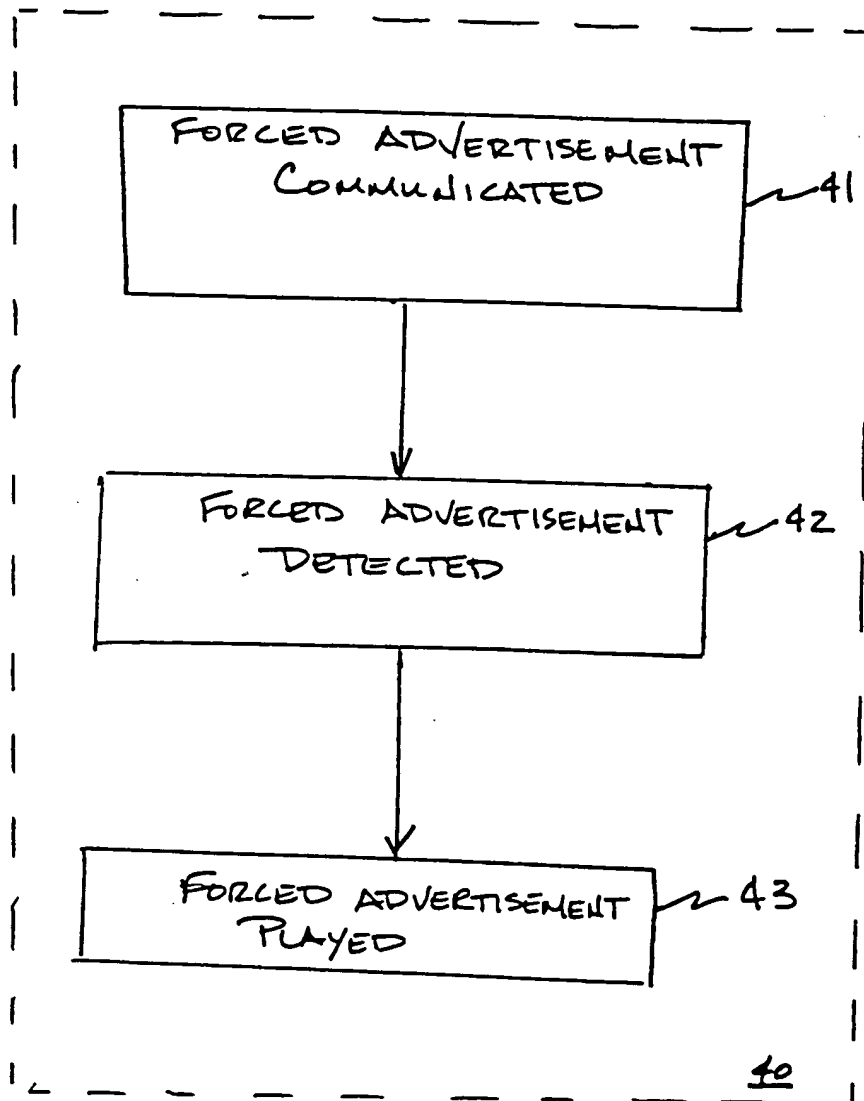 FORCED ADVERTISEMENT
COMMUNICATED
41
FORCED ADVERTISEMENT
DETECTED
42
FORCED ADVERTISEMENT
PLAYED
43
40